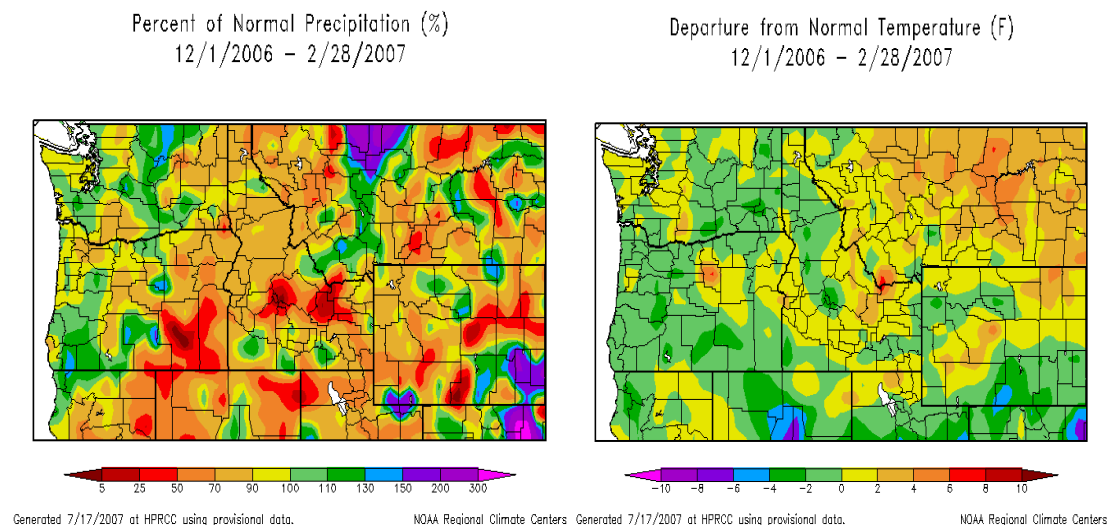 Percent of Normal Precipitation (%)
12/1/2006 – 2/28/2007
5 25 50 70 90 100 110 130 150 200 300
Generated 7/17/2007 at HPRCC using provisional data. NOAA Regional Climate Centers
Departure from Normal Temperature (F)
12/1/2006 – 2/28/2007
-10 -8 -6 -4 -2 0 2 4 6 8 10
Generated 7/17/2007 at HPRCC using provisional data. NOAA Regional Climate Centers